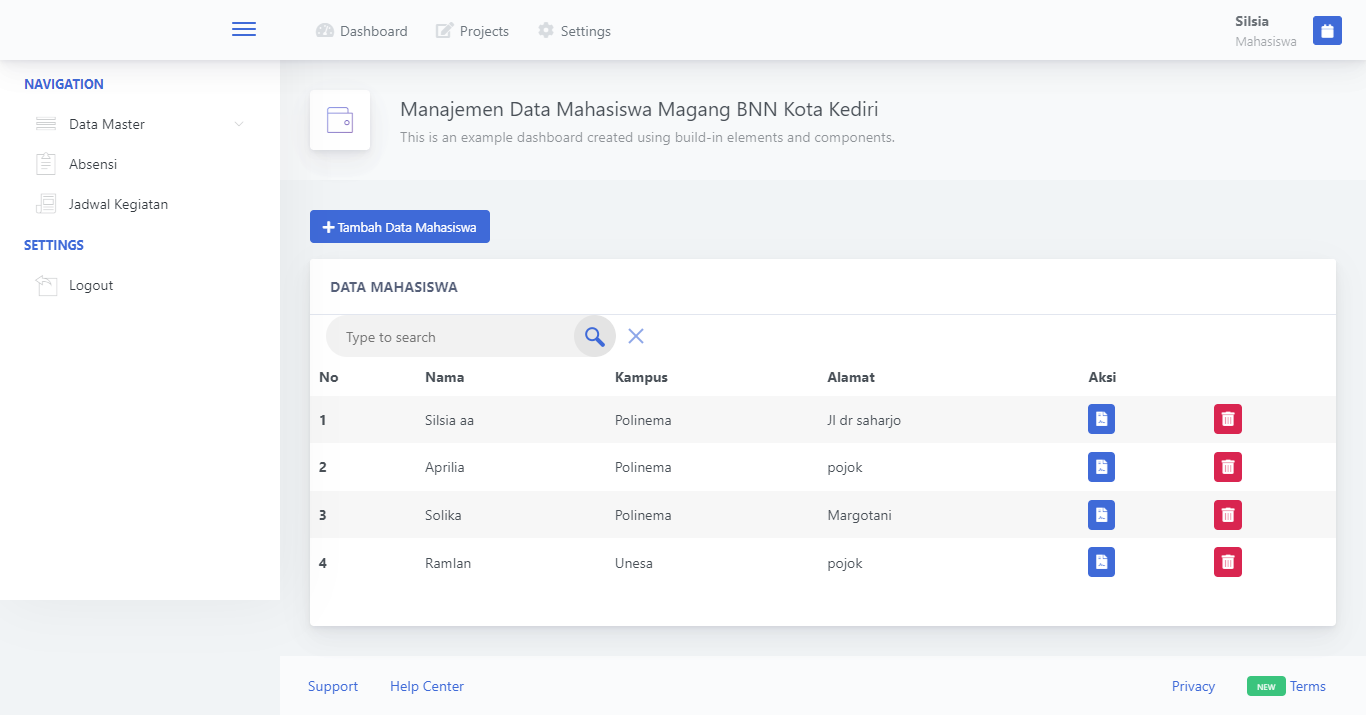 Dashboard Projects Settings
Silsia
Mahasiswa
NAVIGATION
Data Master
Absensi
Jadwal Kegiatan
SETTINGS
Logout
Manajemen Data Mahasiswa Magang BNN Kota Kediri
This is an example dashboard created using build-in elements and components.
Tambah Data Mahasiswa
DATA MAHASISWA
Type to search
No Nama Kampus Alamat Aksi
1 Silsia aa Polinema Jl dr saharjo
2 Aprilia Polinema pojok
3 Solika Polinema Margotani
4 Ramlan Unesa pojok
Support Help Center Privacy NEW Terms